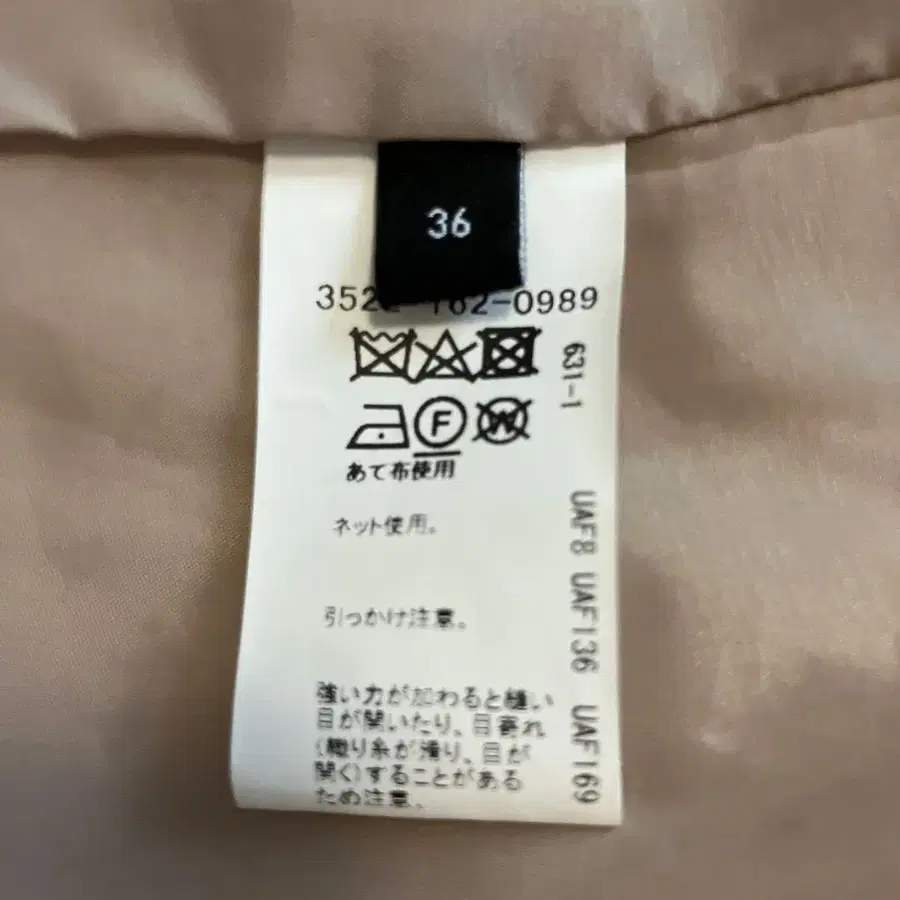 36
-0989
631-1
F
W
あて布使用
ネット使用。
引っかけ注意。
強い力が加わると縫い
目が開いたり、目寄れ
(織り糸が滑り、目が
開く)することがある
ため注意。
UAF8 UAF136 UAF169